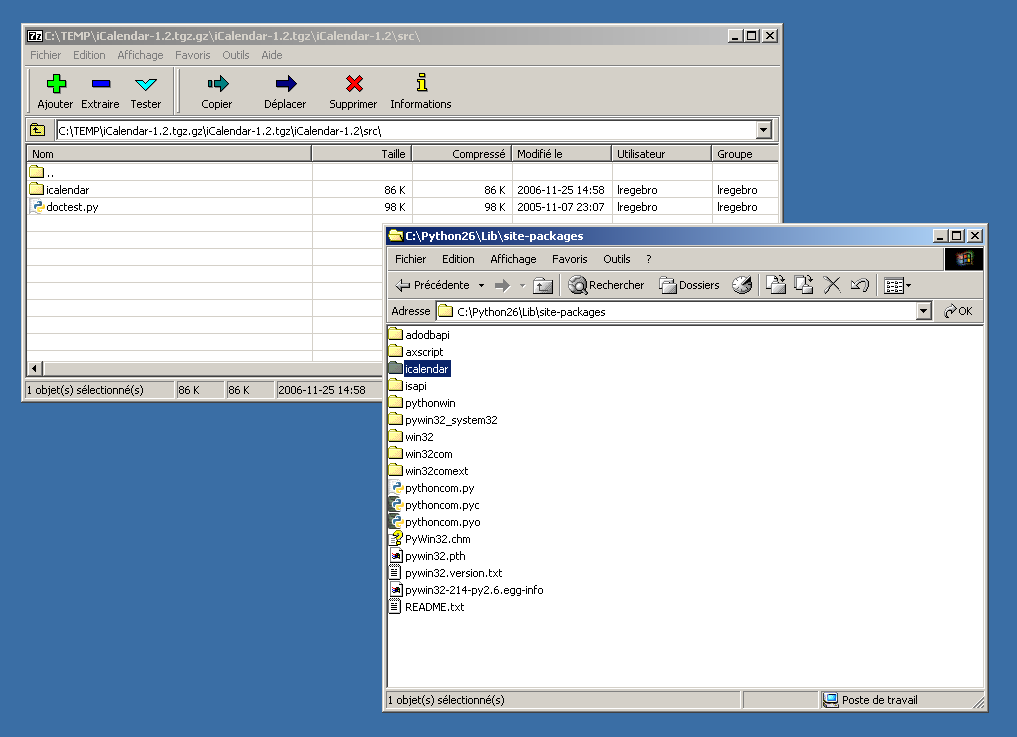 C:\TEMP\iCalendar-1.2.tgz.gz\iCalendar-1.2.tgz\iCalendar-1.2\src\
Fichier Edition Affichage Favoris Outils Aide
Ajouter Extraire Tester Copier Déplacer Supprimer Informations
C:\TEMP\iCalendar-1.2.tgz.gz\iCalendar-1.2.tgz\iCalendar-1.2\src\
Nom Taille Compressé Modifié le Utilisateur Groupe
..
icalendar 86 K 86 K 2006-11-25 14:58 lregebro lregebro
doctest.py 98 K 98 K 2005-11-07 23:07 lregebro lregebro
1 objet(s) sélectionné(s) 86 K 86 K 2006-11-25 14:58
C:\Python26\Lib\site-packages
Fichier Edition Affichage Favoris Outils ?
Précédente Rechercher Dossiers
Adresse C:\Python26\Lib\site-packages OK
adodbapi
axscript
icalendar
isapi
pythonwin
pywin32_system32
win32
win32com
win32comext
pythoncom.py
pythoncom.pyc
pythoncom.pyo
PyWin32.chm
pywin32.pth
pywin32.version.txt
pywin32-214-py2.6.egg-info
README.txt
1 objet(s) sélectionné(s) Poste de travail